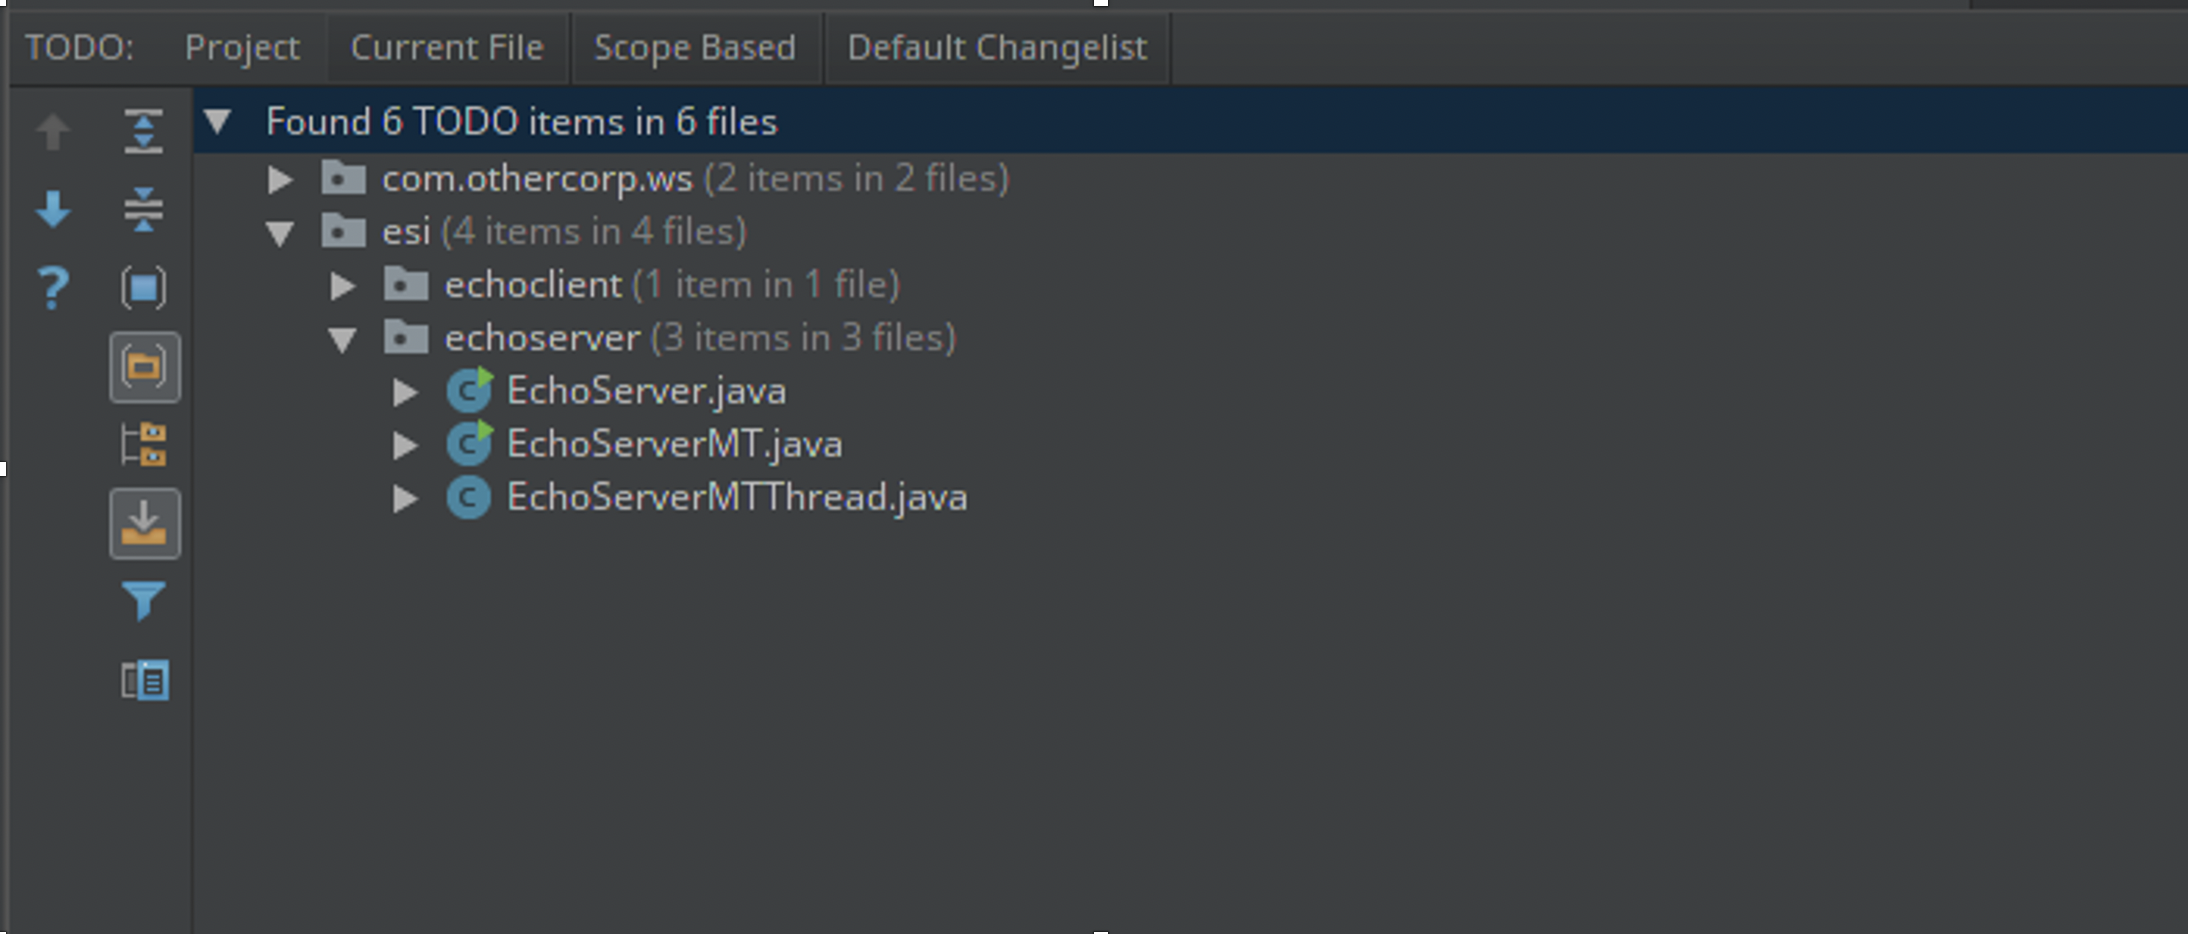 TODO: Project Current File Scope Based Default Changelist
Found 6 TODO items in 6 files
com.othercorp.ws (2 items in 2 files)
esi (4 items in 4 files)
echoclient (1 item in 1 file)
echoserver (3 items in 3 files)
EchoServer.java
EchoServerMT.java
EchoServerMTThread.java